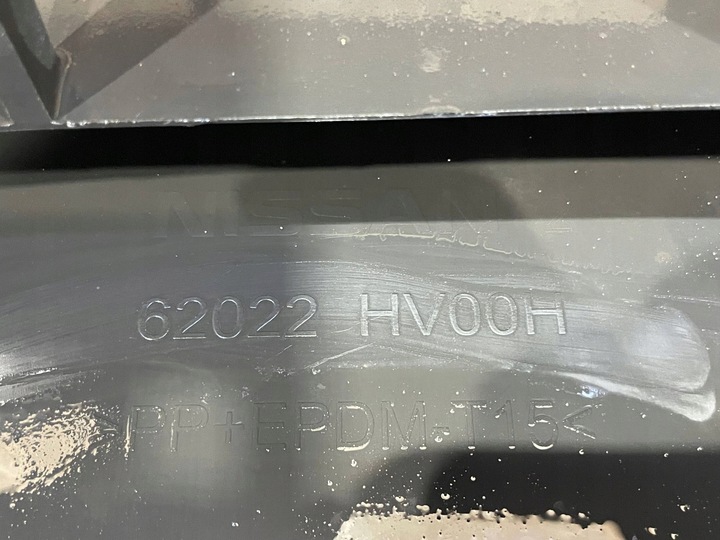 NISSAN
62022 HV00H
>PP+EPDM-T15<